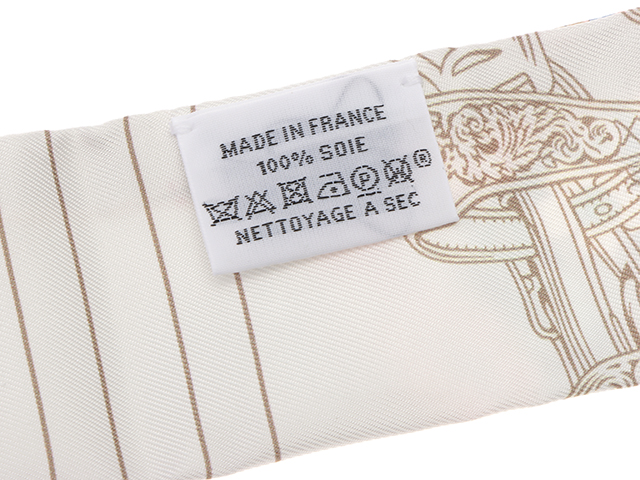 MADE IN FRANCE
100% SOIE
P ®
NETTOYAGE A SEC